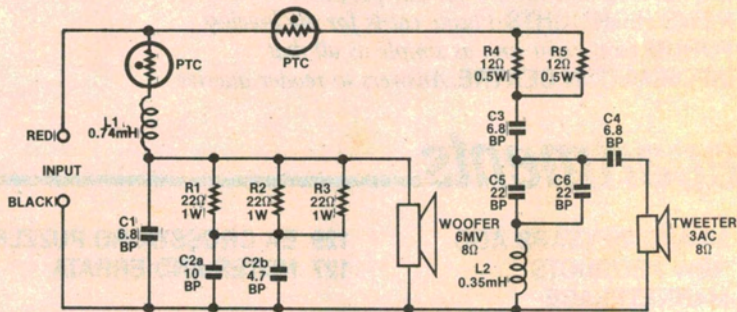 PTC
PTC
R4
12Ω
0.5W
R5
12Ω
0.5W
L1
0.74mH
C3
6.8
BP
C4
6.8
BP
RED
INPUT
BLACK
R1
22Ω
1W
R2
22Ω
1W
R3
22Ω
1W
C5
22
BP
C6
22
BP
C1
6.8
BP
WOOFER
6MV
8Ω
TWEETER
3AC
8Ω
C2a
10
BP
C2b
4.7
BP
L2
0.35mH